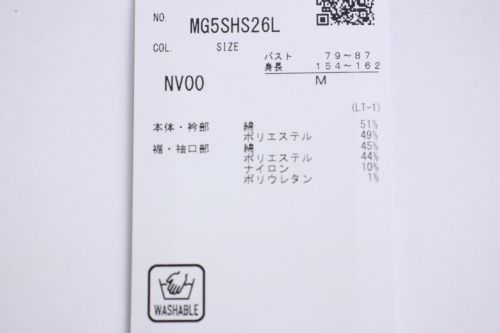 NO. MG5SHS26L
COL. SIZE
バスト 79～87
身長 154～162
NV00 M
(LT-1)
本体・衿部 綿 51%
ポリエステル 49%
裾・袖口部 綿 45%
ポリエステル 44%
ナイロン 10%
ポリウレタン 1%
WASHABLE